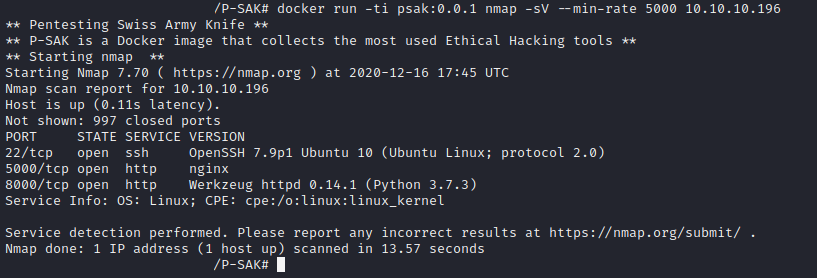 /P-SAK# docker run -ti psak:0.0.1 nmap -sV --min-rate 5000 10.10.10.196
** Pentesting Swiss Army Knife **
** P-SAK is a Docker image that collects the most used Ethical Hacking tools **
** Starting nmap  **
Starting Nmap 7.70 ( https://nmap.org ) at 2020-12-16 17:45 UTC
Nmap scan report for 10.10.10.196
Host is up (0.11s latency).
Not shown: 997 closed ports
PORT     STATE SERVICE VERSION
22/tcp   open  ssh     OpenSSH 7.9p1 Ubuntu 10 (Ubuntu Linux; protocol 2.0)
5000/tcp open  http    nginx
8000/tcp open  http    Werkzeug httpd 0.14.1 (Python 3.7.3)
Service Info: OS: Linux; CPE: cpe:/o:linux:linux_kernel
Service detection performed. Please report any incorrect results at https://nmap.org/submit/ .
Nmap done: 1 IP address (1 host up) scanned in 13.57 seconds
/P-SAK#